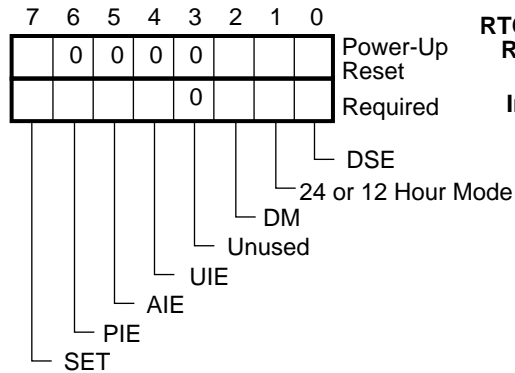 7 6 5 4 3 2 1 0
RTC
R
0 0 0 0
Power-Up
Reset
0
Required
I
DSE
24 or 12 Hour Mode
DM
Unused
UIE
AIE
PIE
SET